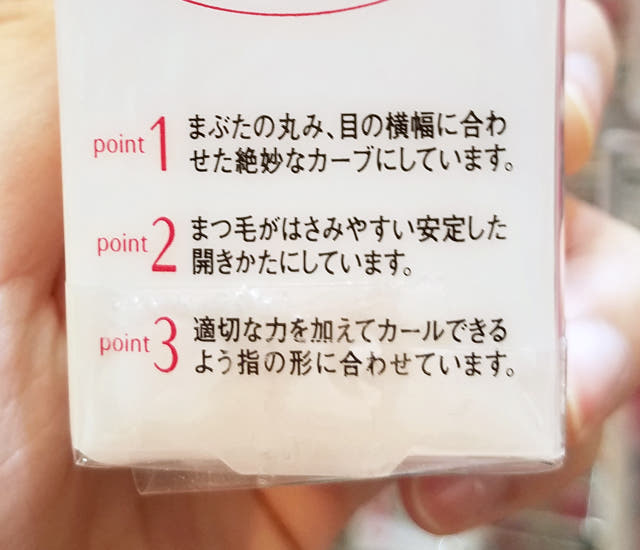 point 1 まぶたの丸み、目の横幅に合わ
せた絶妙なカーブにしています。
point 2 まつ毛がはさみやすい安定した
開きかたにしています。
point 3 適切な力を加えてカールできる
よう指の形に合わせています。